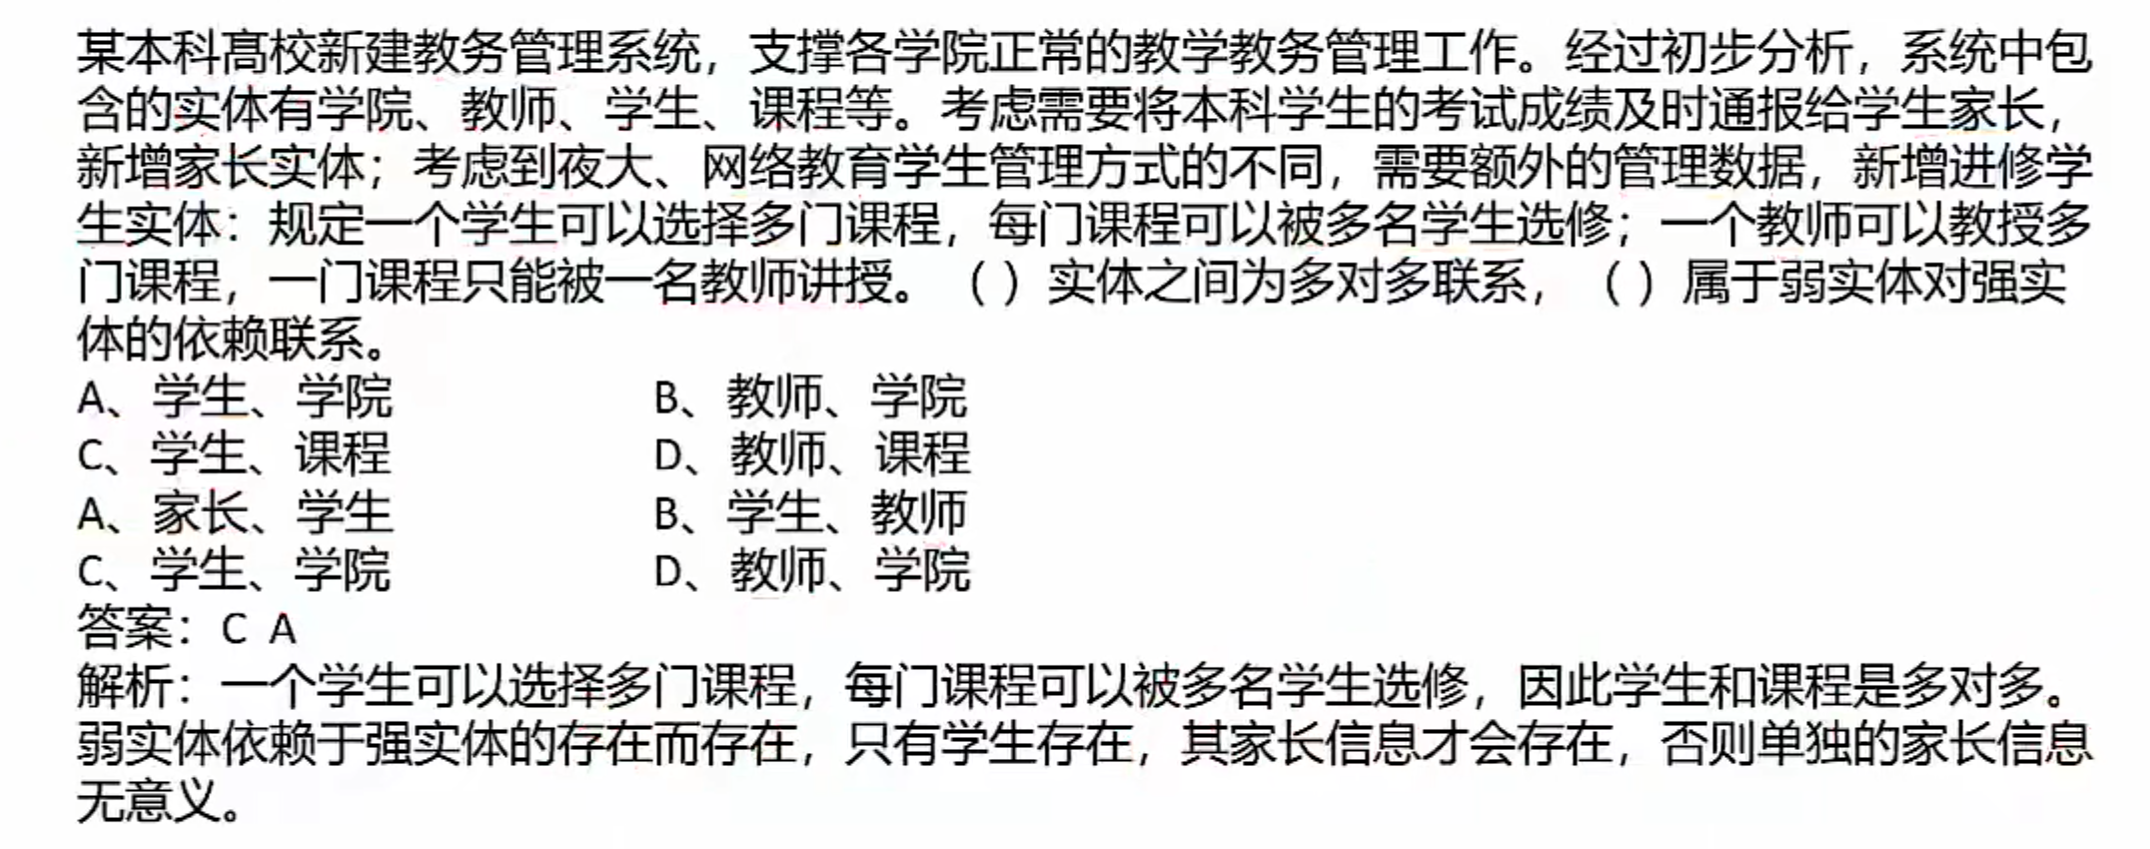 某本科高校新建教务管理系统，支撑各学院正常的教学教务管理工作。经过初步分析，系统中包
含的实体有学院、教师、学生、课程等。考虑需要将本科学生的考试成绩及时通报给学生家长，
新增家长实体；考虑到夜大、网络教育学生管理方式的不同，需要额外的管理数据，新增进修学
生实体：规定一个学生可以选择多门课程，每门课程可以被多名学生选修；一个教师可以教授多
门课程，一门课程只能被一名教师讲授。（ ）实体之间为多对多联系，（ ）属于弱实体对强实
体的依赖联系。
A、学生、学院 B、教师、学院
C、学生、课程 D、教师、课程
A、家长、学生 B、学生、教师
C、学生、学院 D、教师、学院
答案：C A
解析：一个学生可以选择多门课程，每门课程可以被多名学生选修，因此学生和课程是多对多。
弱实体依赖于强实体的存在而存在，只有学生存在，其家长信息才会存在，否则单独的家长信息
无意义。